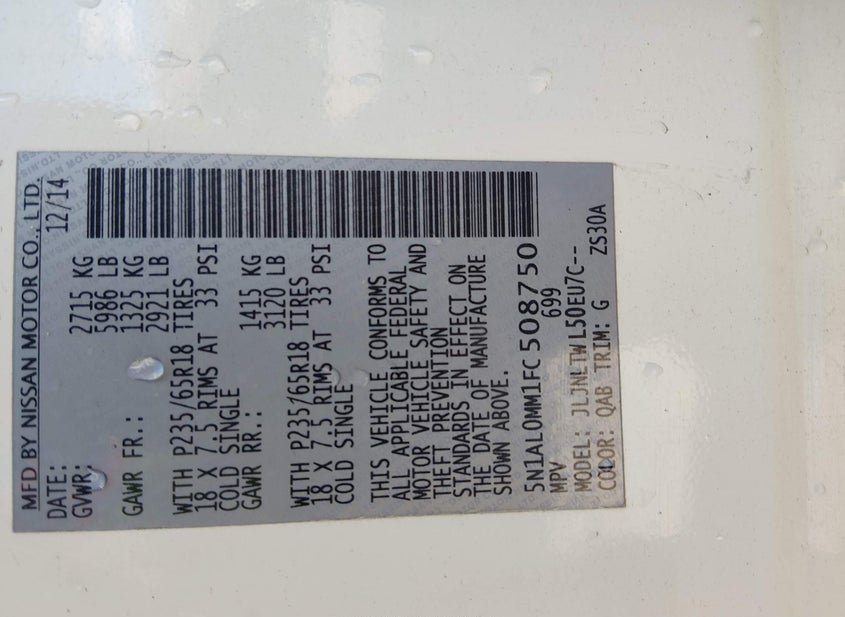 MFD BY NISSAN MOTOR CO., LTD.
DATE: 12/14
GVWR: 2715 KG
5986 LB
GAWR FR.: 1325 KG
2921 LB
WITH P235/65R18 TIRES
18 X 7.5 RIMS AT 33 PSI
COLD SINGLE
GAWR RR.: 1415 KG
3120 LB
WITH P235/65R18 TIRES
18 X 7.5 RIMS AT 33 PSI
COLD SINGLE
THIS VEHICLE CONFORMS TO
ALL APPLICABLE FEDERAL
MOTOR VEHICLE SAFETY AND
THEFT PREVENTION
STANDARDS IN EFFECT ON
THE DATE OF MANUFACTURE
SHOWN ABOVE.
5N1AL0MM1FC508750
MPV 699
MODEL: JLJNLTWL50EU7C--
COLOR: QAB TRIM: G ZS30A